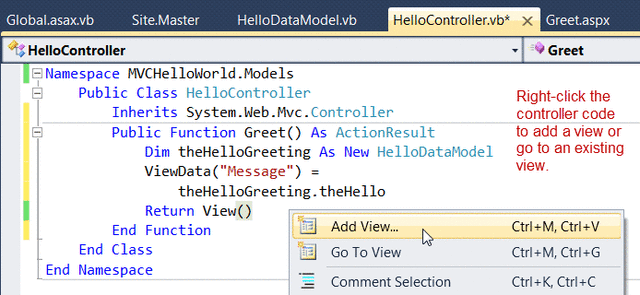 Global.asax.vb Site.Master HelloDataModel.vb HelloController.vb* Greet.aspx
HelloController Greet
Namespace MVCHelloWorld.Models
Public Class HelloController
Inherits System.Web.Mvc.Controller
Public Function Greet() As ActionResult
Dim theHelloGreeting As New HelloDataModel
ViewData("Message") =
theHelloGreeting.theHello
Return View()
End Function
End Class
End Namespace
Right-click the
controller code
to add a view or
go to an existing
view.
Add View... Ctrl+M, Ctrl+V
Go To View Ctrl+M, Ctrl+G
Comment Selection Ctrl+K, Ctrl+C